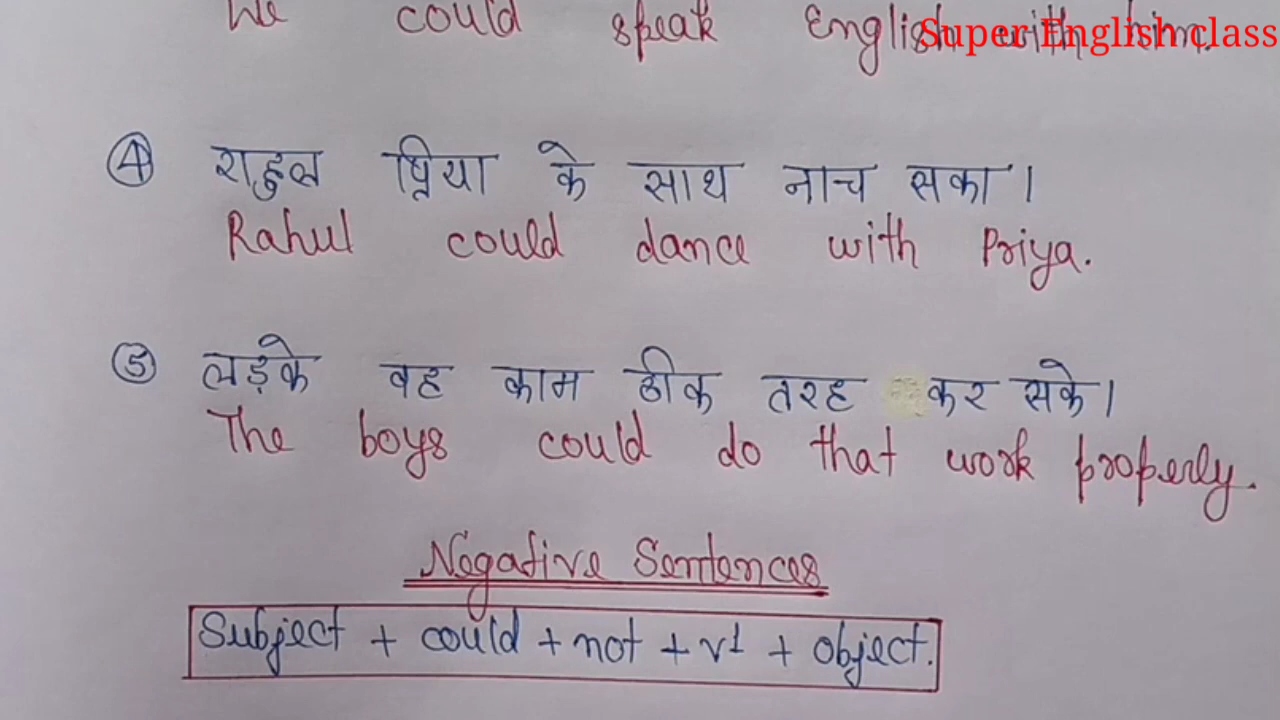 We could speak English with him.
Super English class
④ राहुल प्रिया के साथ नाच सका।
Rahul could dance with Priya.
⑤ लड़के वह काम ठीक तरह कर सके।
The boys could do that work properly.
Negative Sentences
Subject + could + not + v1 + object.